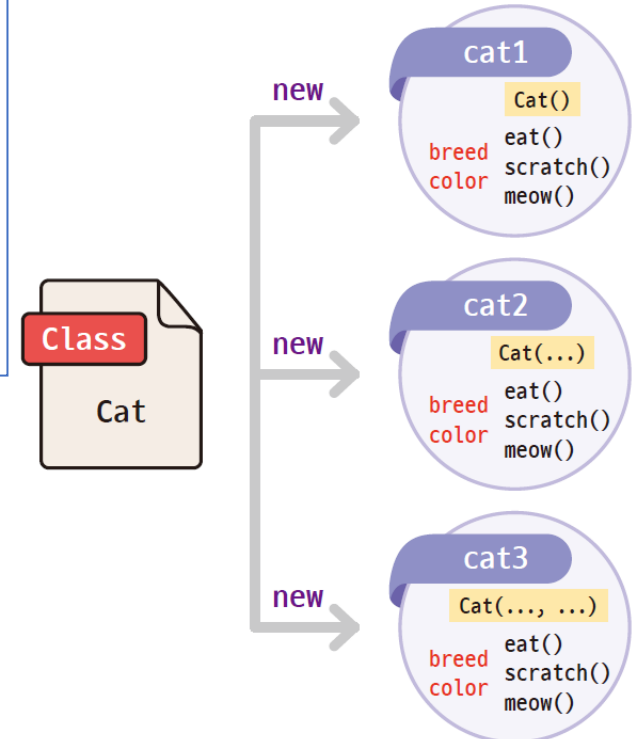 Class
Cat
new
cat1
Cat()
breed
color
eat()
scratch()
meow()
new
cat2
Cat(...)
breed
color
eat()
scratch()
meow()
new
cat3
Cat(..., ...)
breed
color
eat()
scratch()
meow()